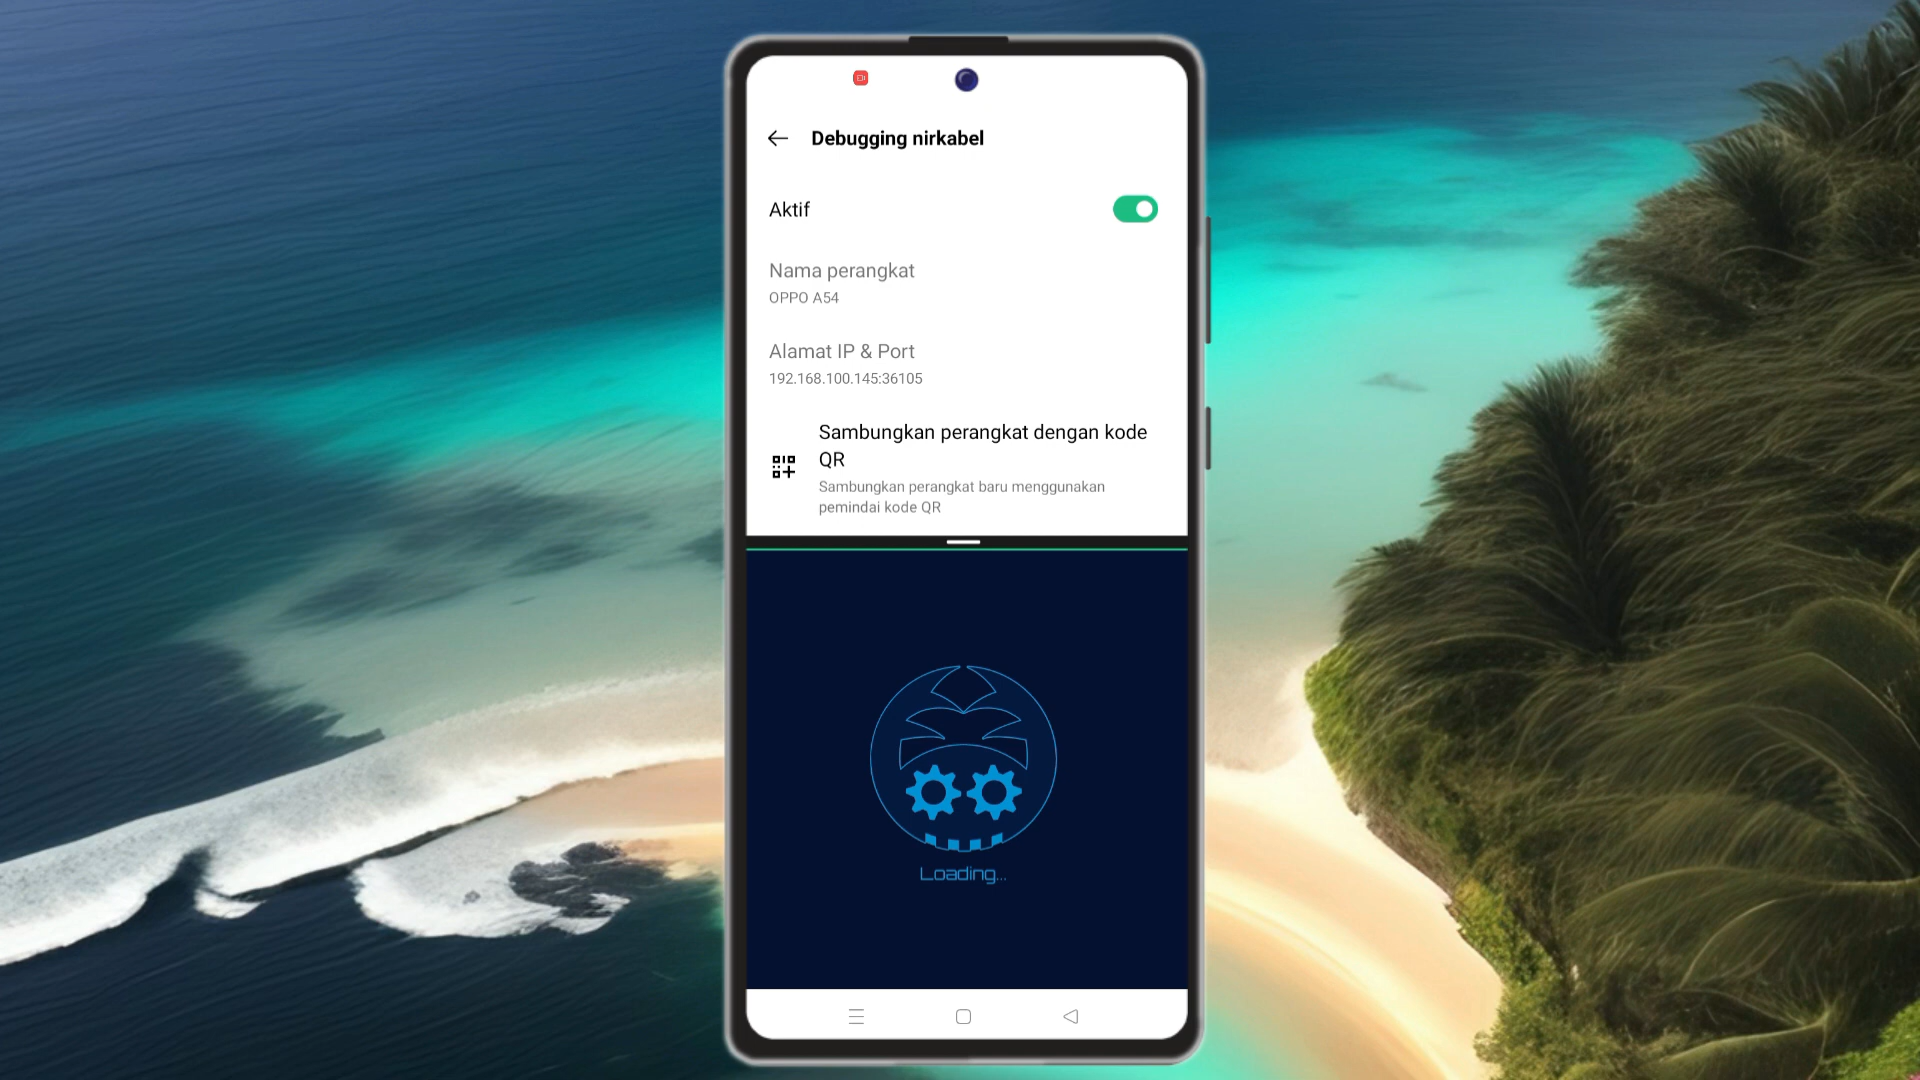 Debugging nirkabel
Aktif
Nama perangkat
OPPO A54
Alamat IP & Port
192.168.100.145:36105
Sambungkan perangkat dengan kode
QR
Sambungkan perangkat baru menggunakan
pemindai kode QR
Loading...